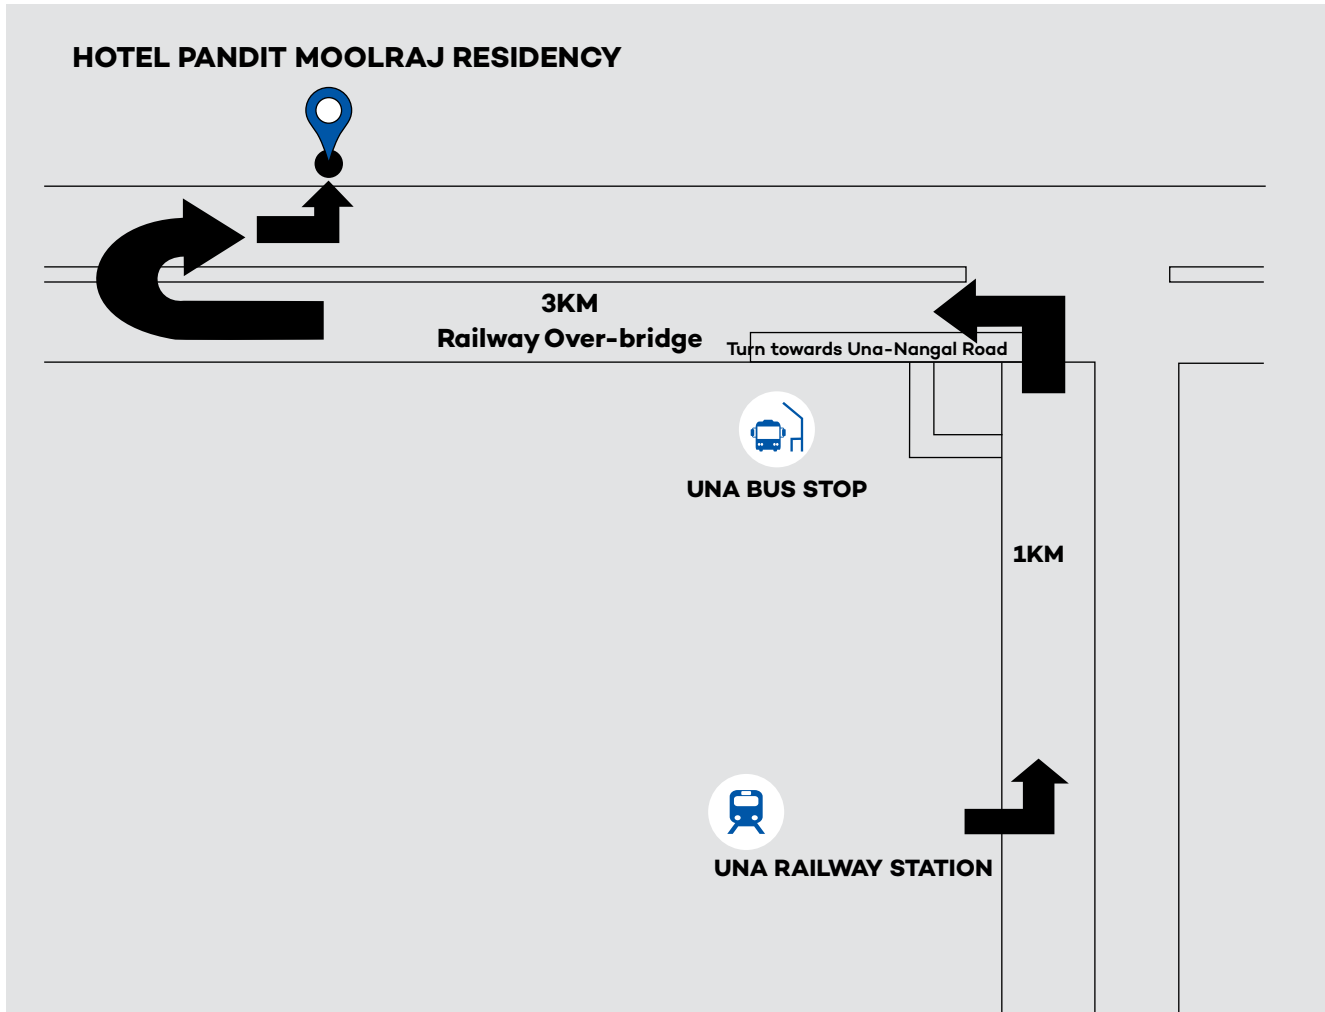 HOTEL PANDIT MOOLRAJ RESIDENCY
3KM
Railway Over-bridge
Turn towards Una-Nangal Road
UNA BUS STOP
1KM
UNA RAILWAY STATION